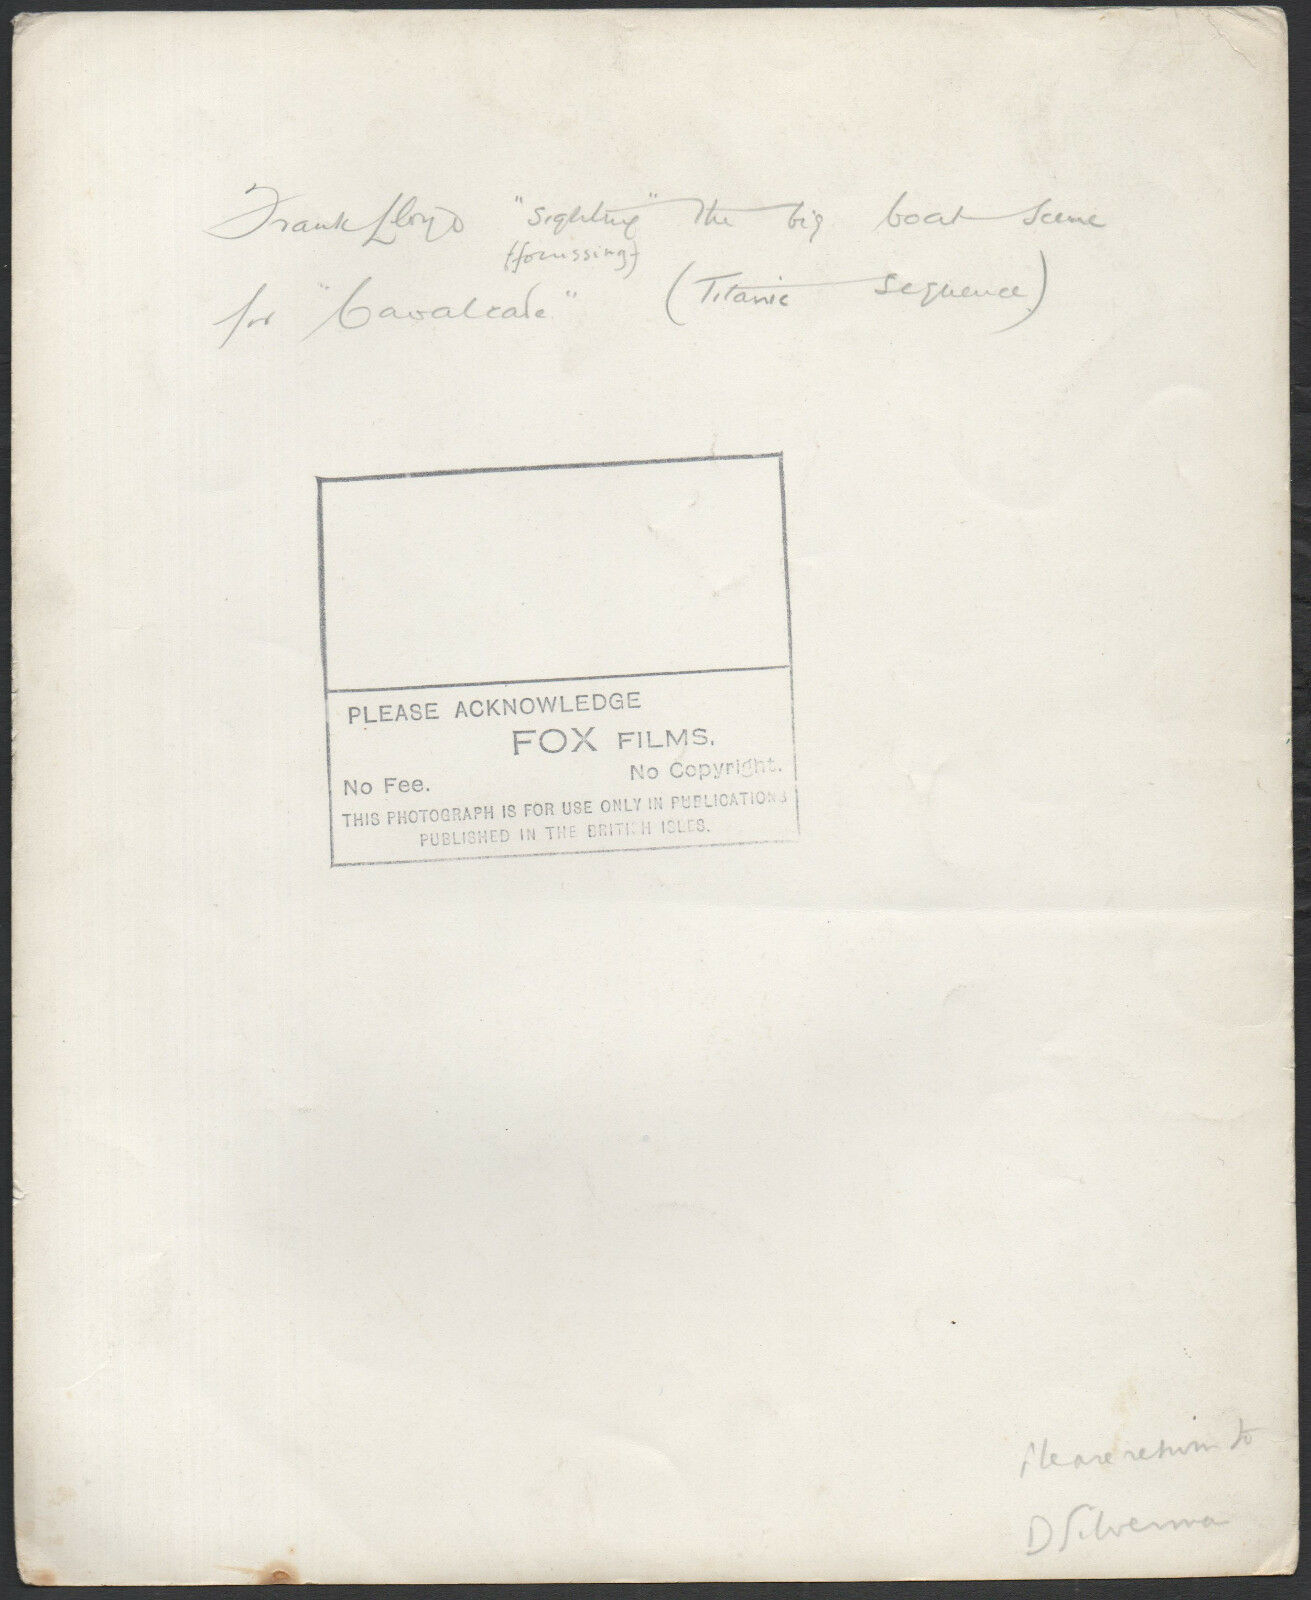 Frank Lloyd "sighting" the big boat scene
(focussing)
for "Cavalcade" (Titanic sequence)
PLEASE ACKNOWLEDGE
FOX FILMS.
No Fee. No Copyright.
THIS PHOTOGRAPH IS FOR USE ONLY IN PUBLICATIONS
PUBLISHED IN THE BRITISH ISLES.
Please return to
D Silverman